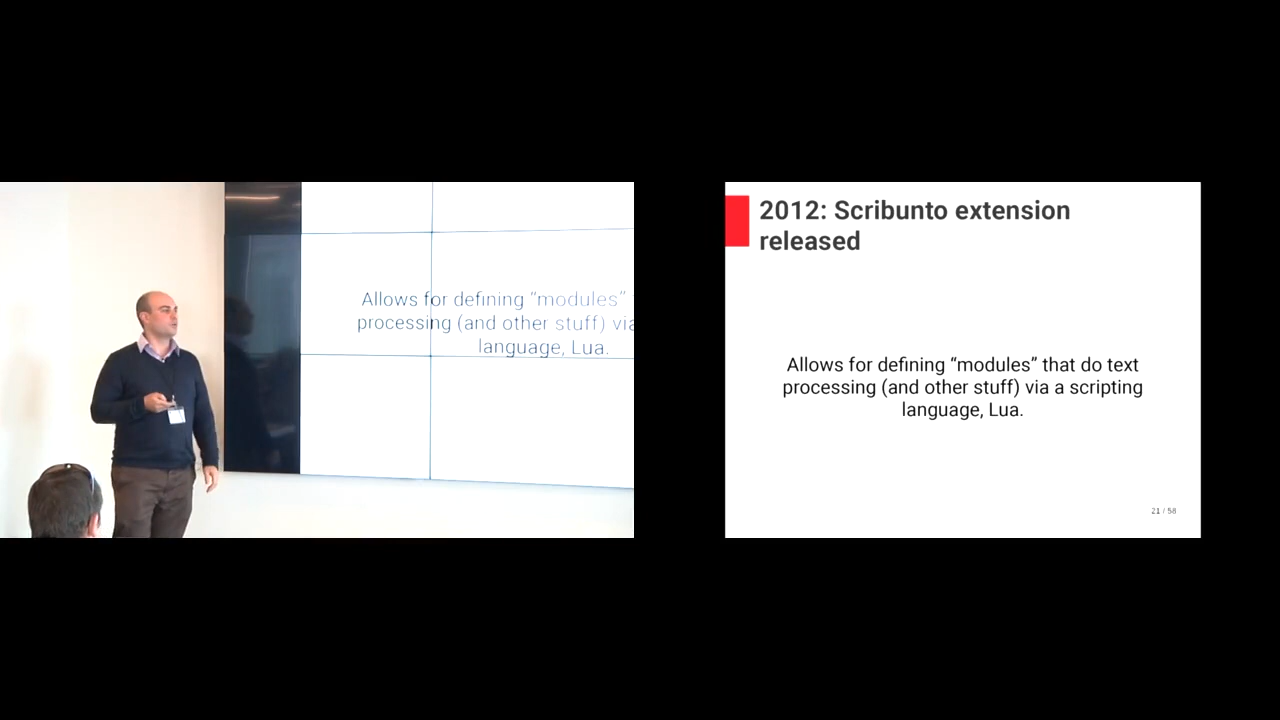 Allows for defining “modules”
processing (and other stuff) via
language, Lua.
2012: Scribunto extension
released
Allows for defining “modules” that do text
processing (and other stuff) via a scripting
language, Lua.
21 / 58